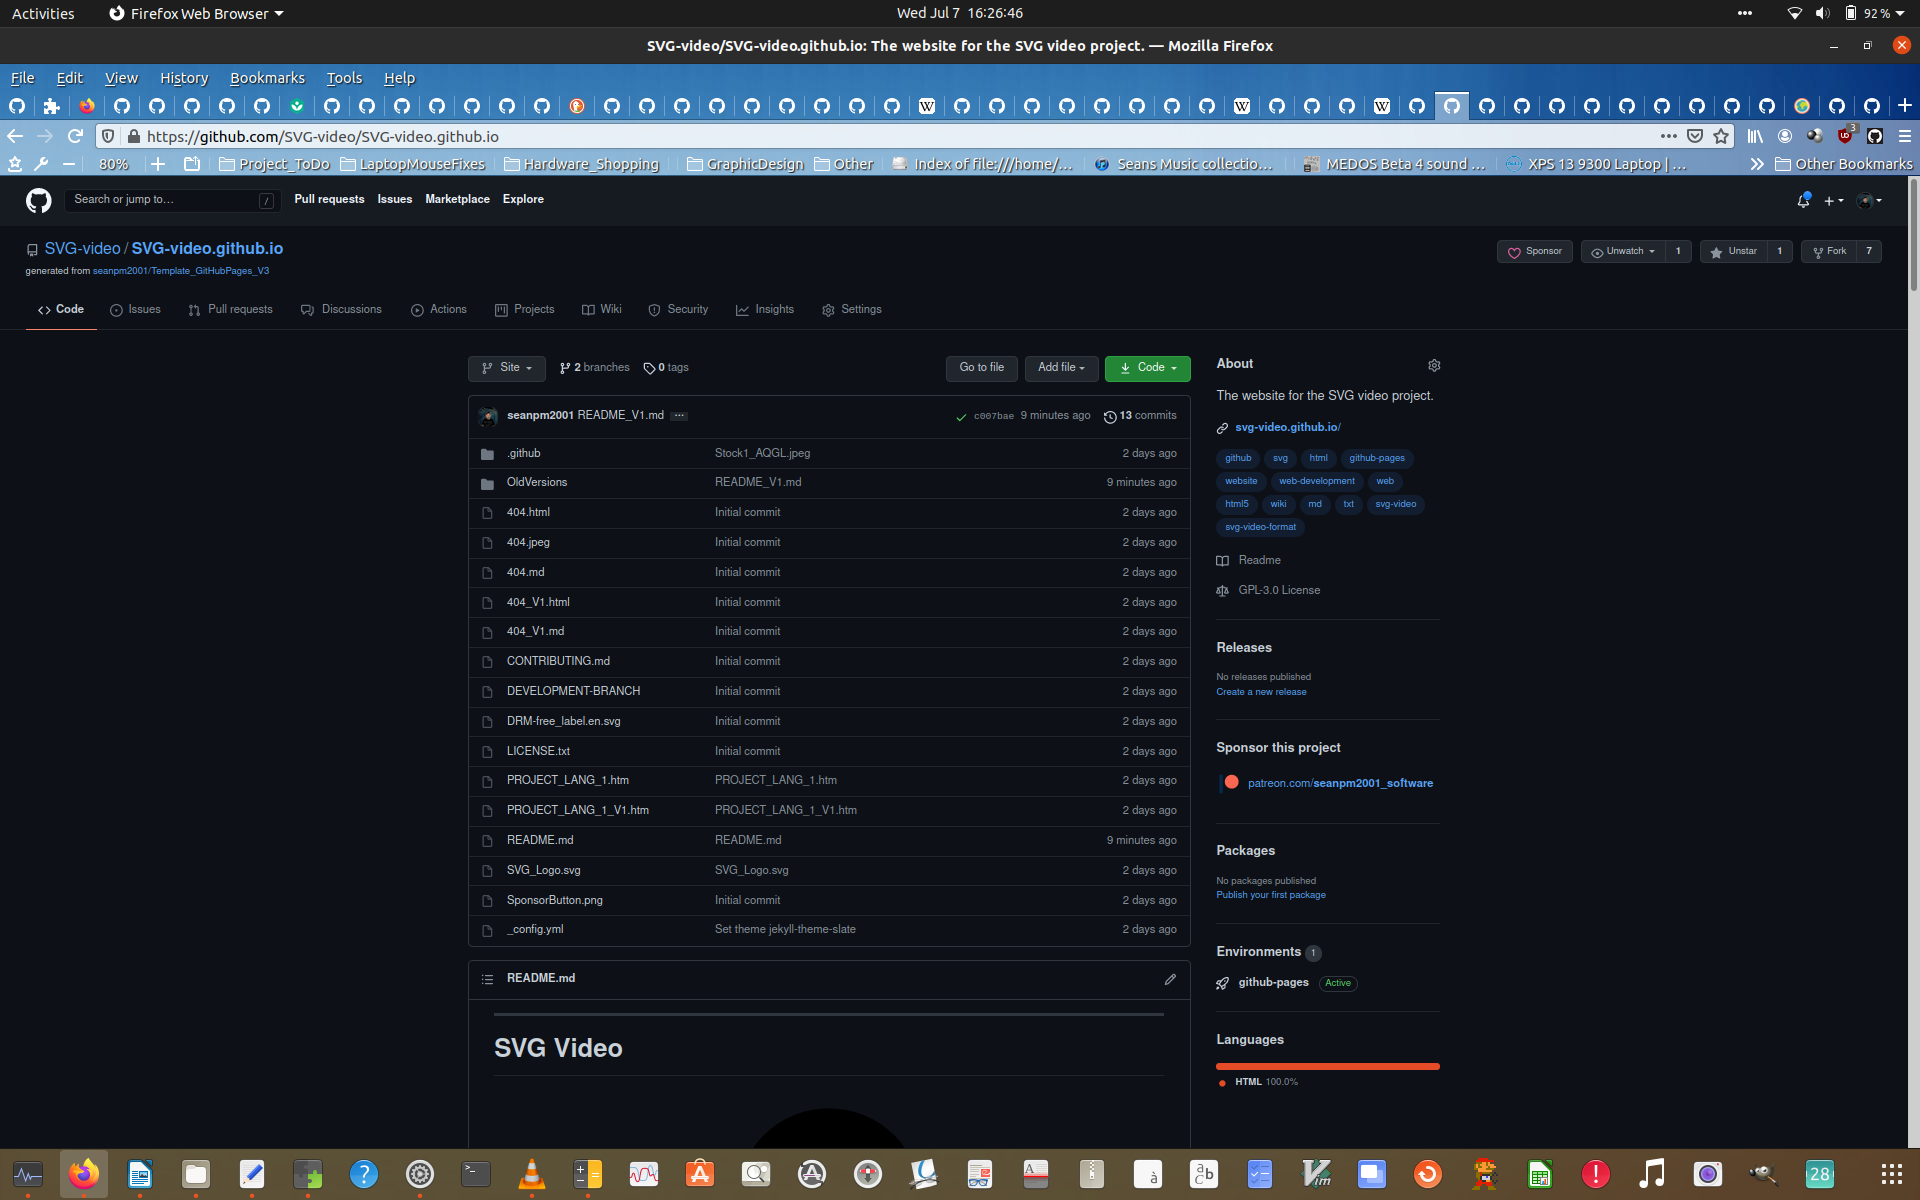 Activities Firefox Web Browser Wed Jul 7 16:26:46 92 %
SVG-video/SVG-video.github.io: The website for the SVG video project. — Mozilla Firefox
File Edit View History Bookmarks Tools Help
https://github.com/SVG-video/SVG-video.github.io 3
80% Project_ToDo LaptopMouseFixes Hardware_Shopping GraphicDesign Other Index of file:///home/... Seans Music collectio... MEDOS Beta 4 sound ... XPS 13 9300 Laptop | ... Other Bookmarks
Search or jump to... / Pull requests Issues Marketplace Explore
SVG-video / SVG-video.github.io Sponsor Unwatch 1 Unstar 1 Fork 7
generated from seanpm2001/Template_GitHubPages_V3
Code Issues Pull requests Discussions Actions Projects Wiki Security Insights Settings
Site 2 branches 0 tags Go to file Add file Code
seanpm2001 README_V1.md ... c007bae 9 minutes ago 13 commits
.github Stock1_AQGL.jpeg 2 days ago
OldVersions README_V1.md 9 minutes ago
404.html Initial commit 2 days ago
404.jpeg Initial commit 2 days ago
404.md Initial commit 2 days ago
404_V1.html Initial commit 2 days ago
404_V1.md Initial commit 2 days ago
CONTRIBUTING.md Initial commit 2 days ago
DEVELOPMENT-BRANCH Initial commit 2 days ago
DRM-free_label.en.svg Initial commit 2 days ago
LICENSE.txt Initial commit 2 days ago
PROJECT_LANG_1.htm PROJECT_LANG_1.htm 2 days ago
PROJECT_LANG_1_V1.htm PROJECT_LANG_1_V1.htm 2 days ago
README.md README.md 9 minutes ago
SVG_Logo.svg SVG_Logo.svg 2 days ago
SponsorButton.png Initial commit 2 days ago
_config.yml Set theme jekyll-theme-slate 2 days ago
README.md
SVG Video
About
The website for the SVG video project.
svg-video.github.io/
github svg html github-pages
website web-development web
html5 wiki md txt svg-video
svg-video-format
Readme
GPL-3.0 License
Releases
No releases published
Create a new release
Sponsor this project
patreon.com/seanpm2001_software
Packages
No packages published
Publish your first package
Environments 1
github-pages Active
Languages
HTML 100.0%
28